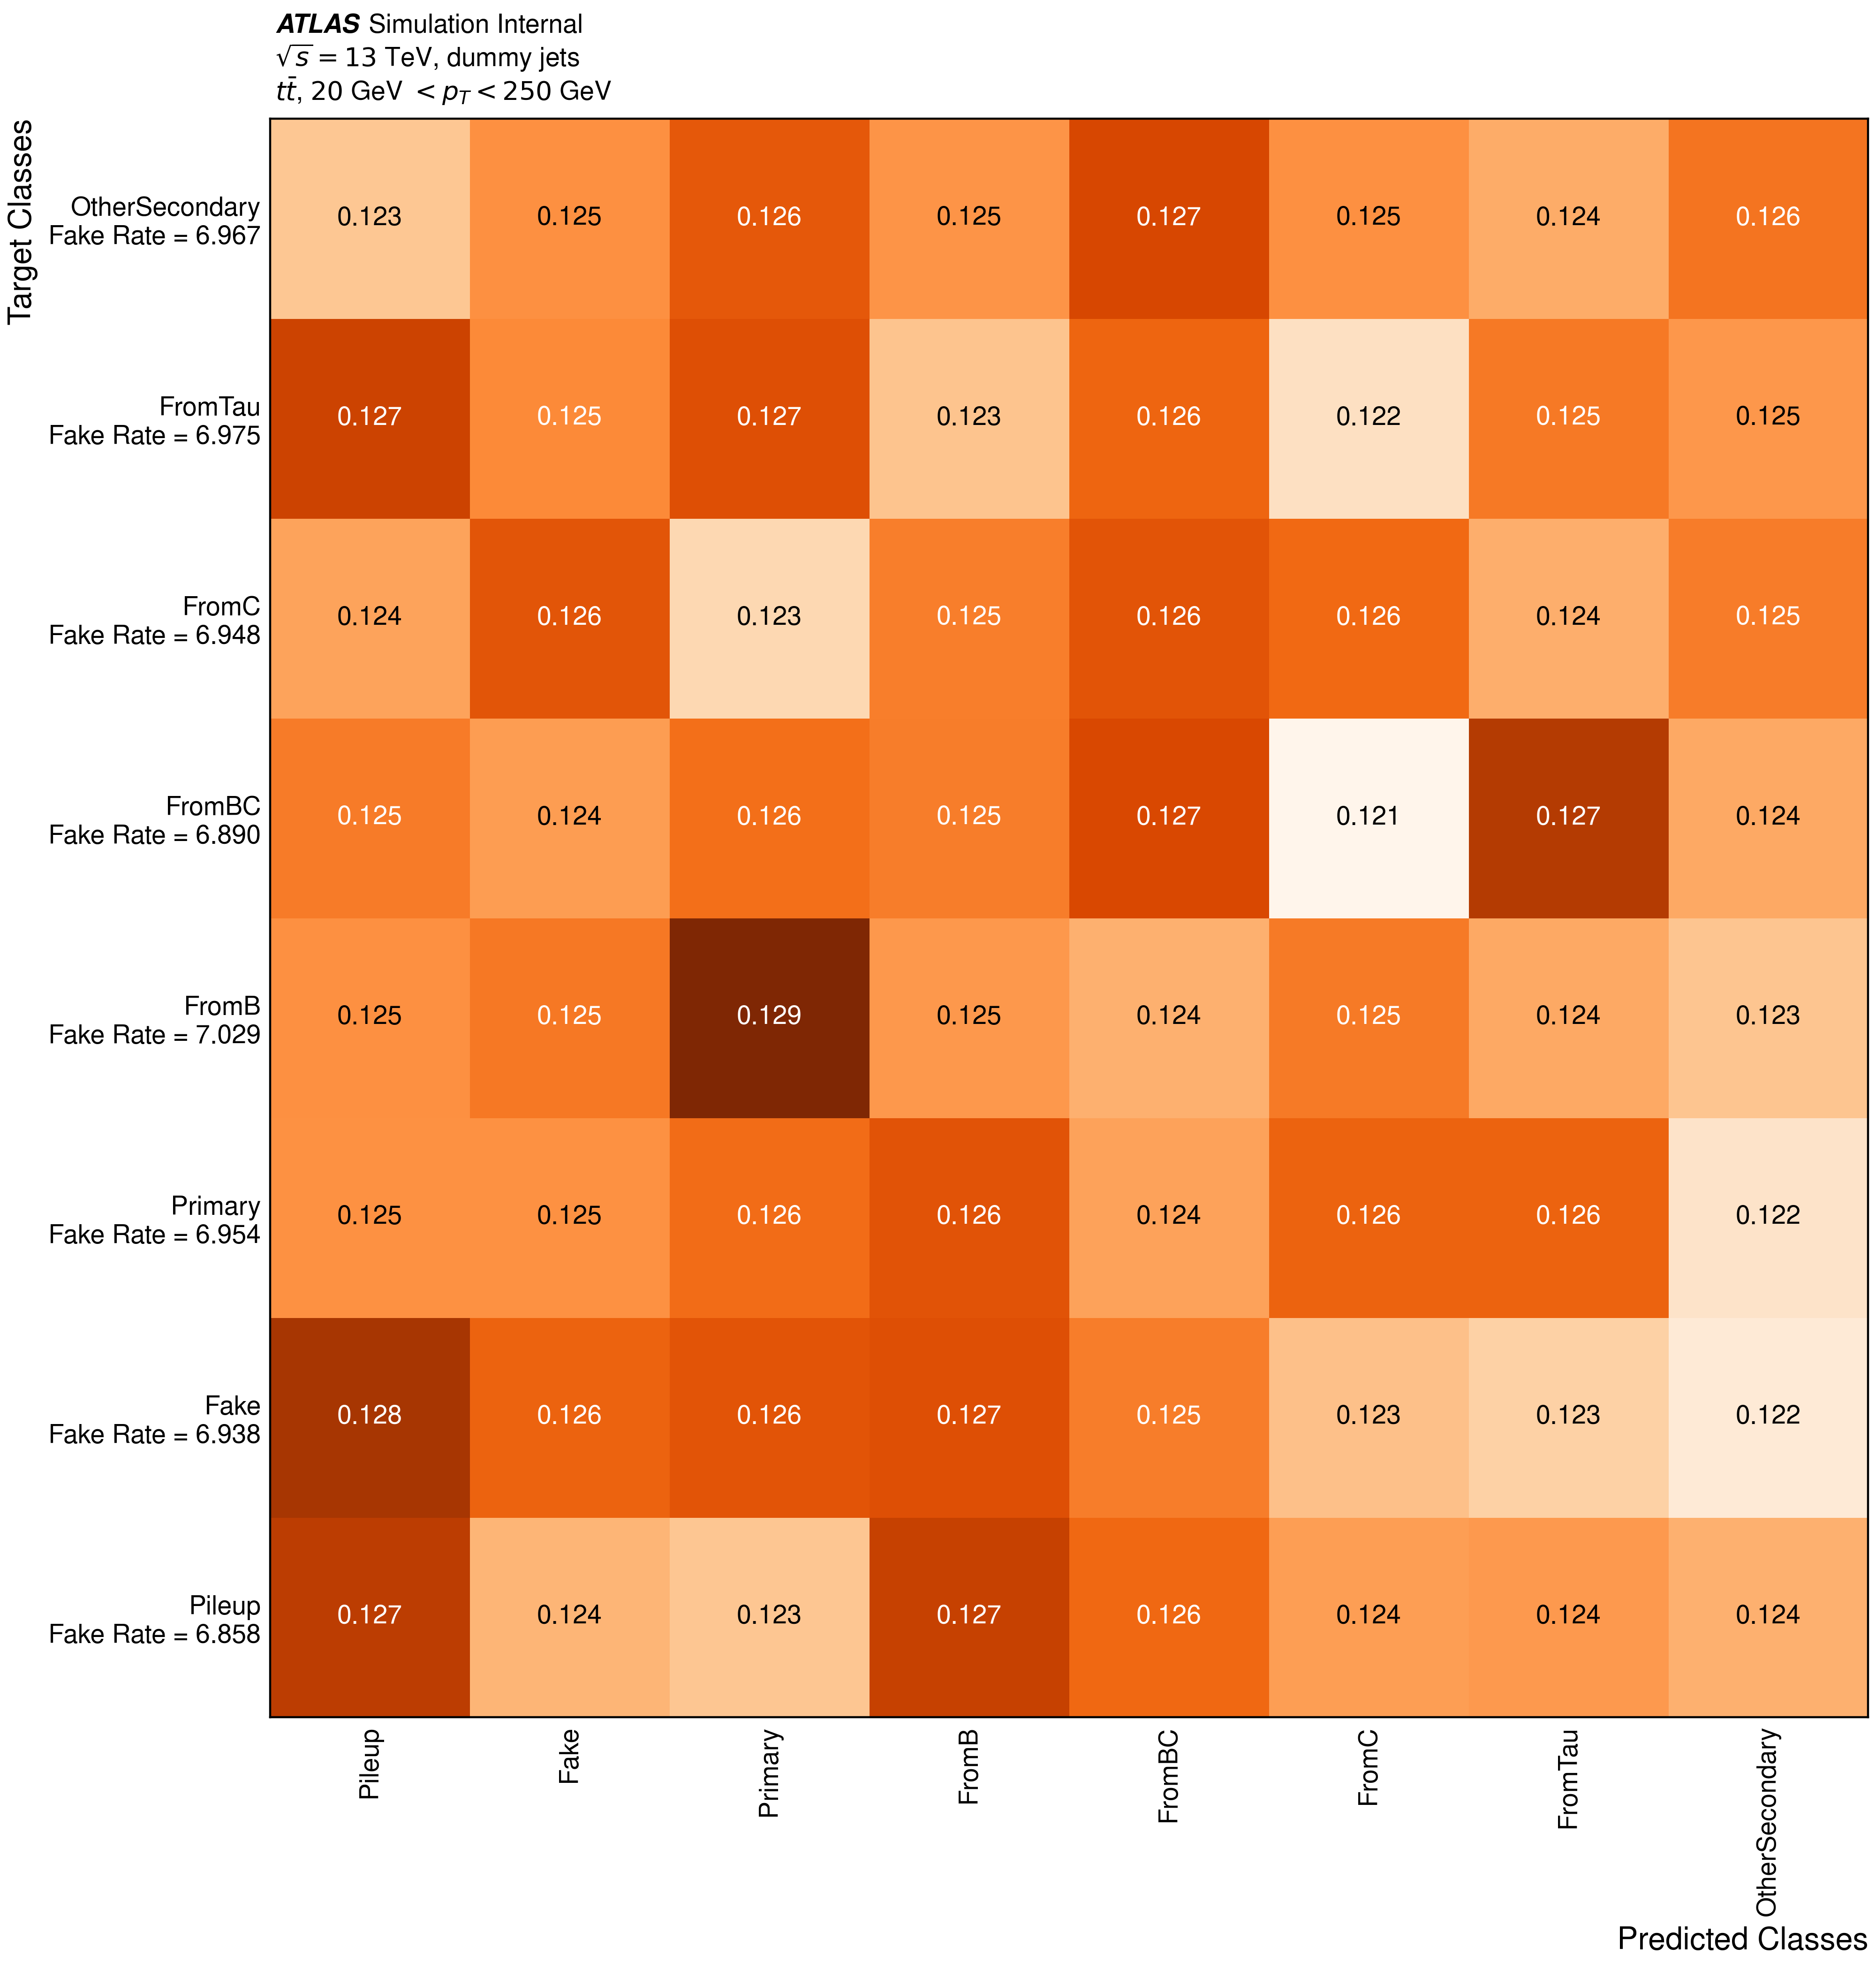 ATLAS Simulation Internal
√s = 13 TeV, dummy jets
tt̄, 20 GeV < p_T < 250 GeV
Target Classes
OtherSecondary
Fake Rate = 6.967
0.123 0.125 0.126 0.125 0.127 0.125 0.124 0.126
FromTau
Fake Rate = 6.975
0.127 0.125 0.127 0.123 0.126 0.122 0.125 0.125
FromC
Fake Rate = 6.948
0.124 0.126 0.123 0.125 0.126 0.126 0.124 0.125
FromBC
Fake Rate = 6.890
0.125 0.124 0.126 0.125 0.127 0.121 0.127 0.124
FromB
Fake Rate = 7.029
0.125 0.125 0.129 0.125 0.124 0.125 0.124 0.123
Primary
Fake Rate = 6.954
0.125 0.125 0.126 0.126 0.124 0.126 0.126 0.122
Fake
Fake Rate = 6.938
0.128 0.126 0.126 0.127 0.125 0.123 0.123 0.122
Pileup
Fake Rate = 6.858
0.127 0.124 0.123 0.127 0.126 0.124 0.124 0.124
Pileup
Fake
Primary
FromB
FromBC
FromC
FromTau
OtherSecondary
Predicted Classes